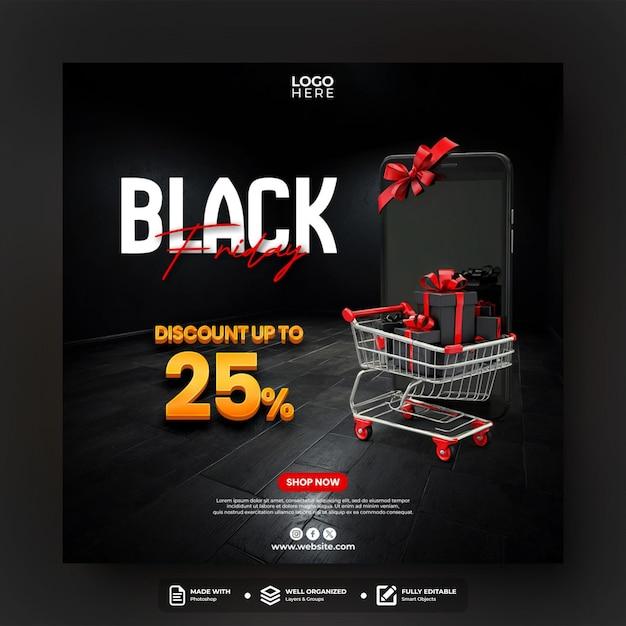 LOGO
HERE
BLACK
Friday
DISCOUNT UP TO
25%
SHOP NOW
www.website.com
MADE WITH
Photoshop
WELL ORGANIZED
Layers & Groups
FULLY EDITABLE
Smart Objects